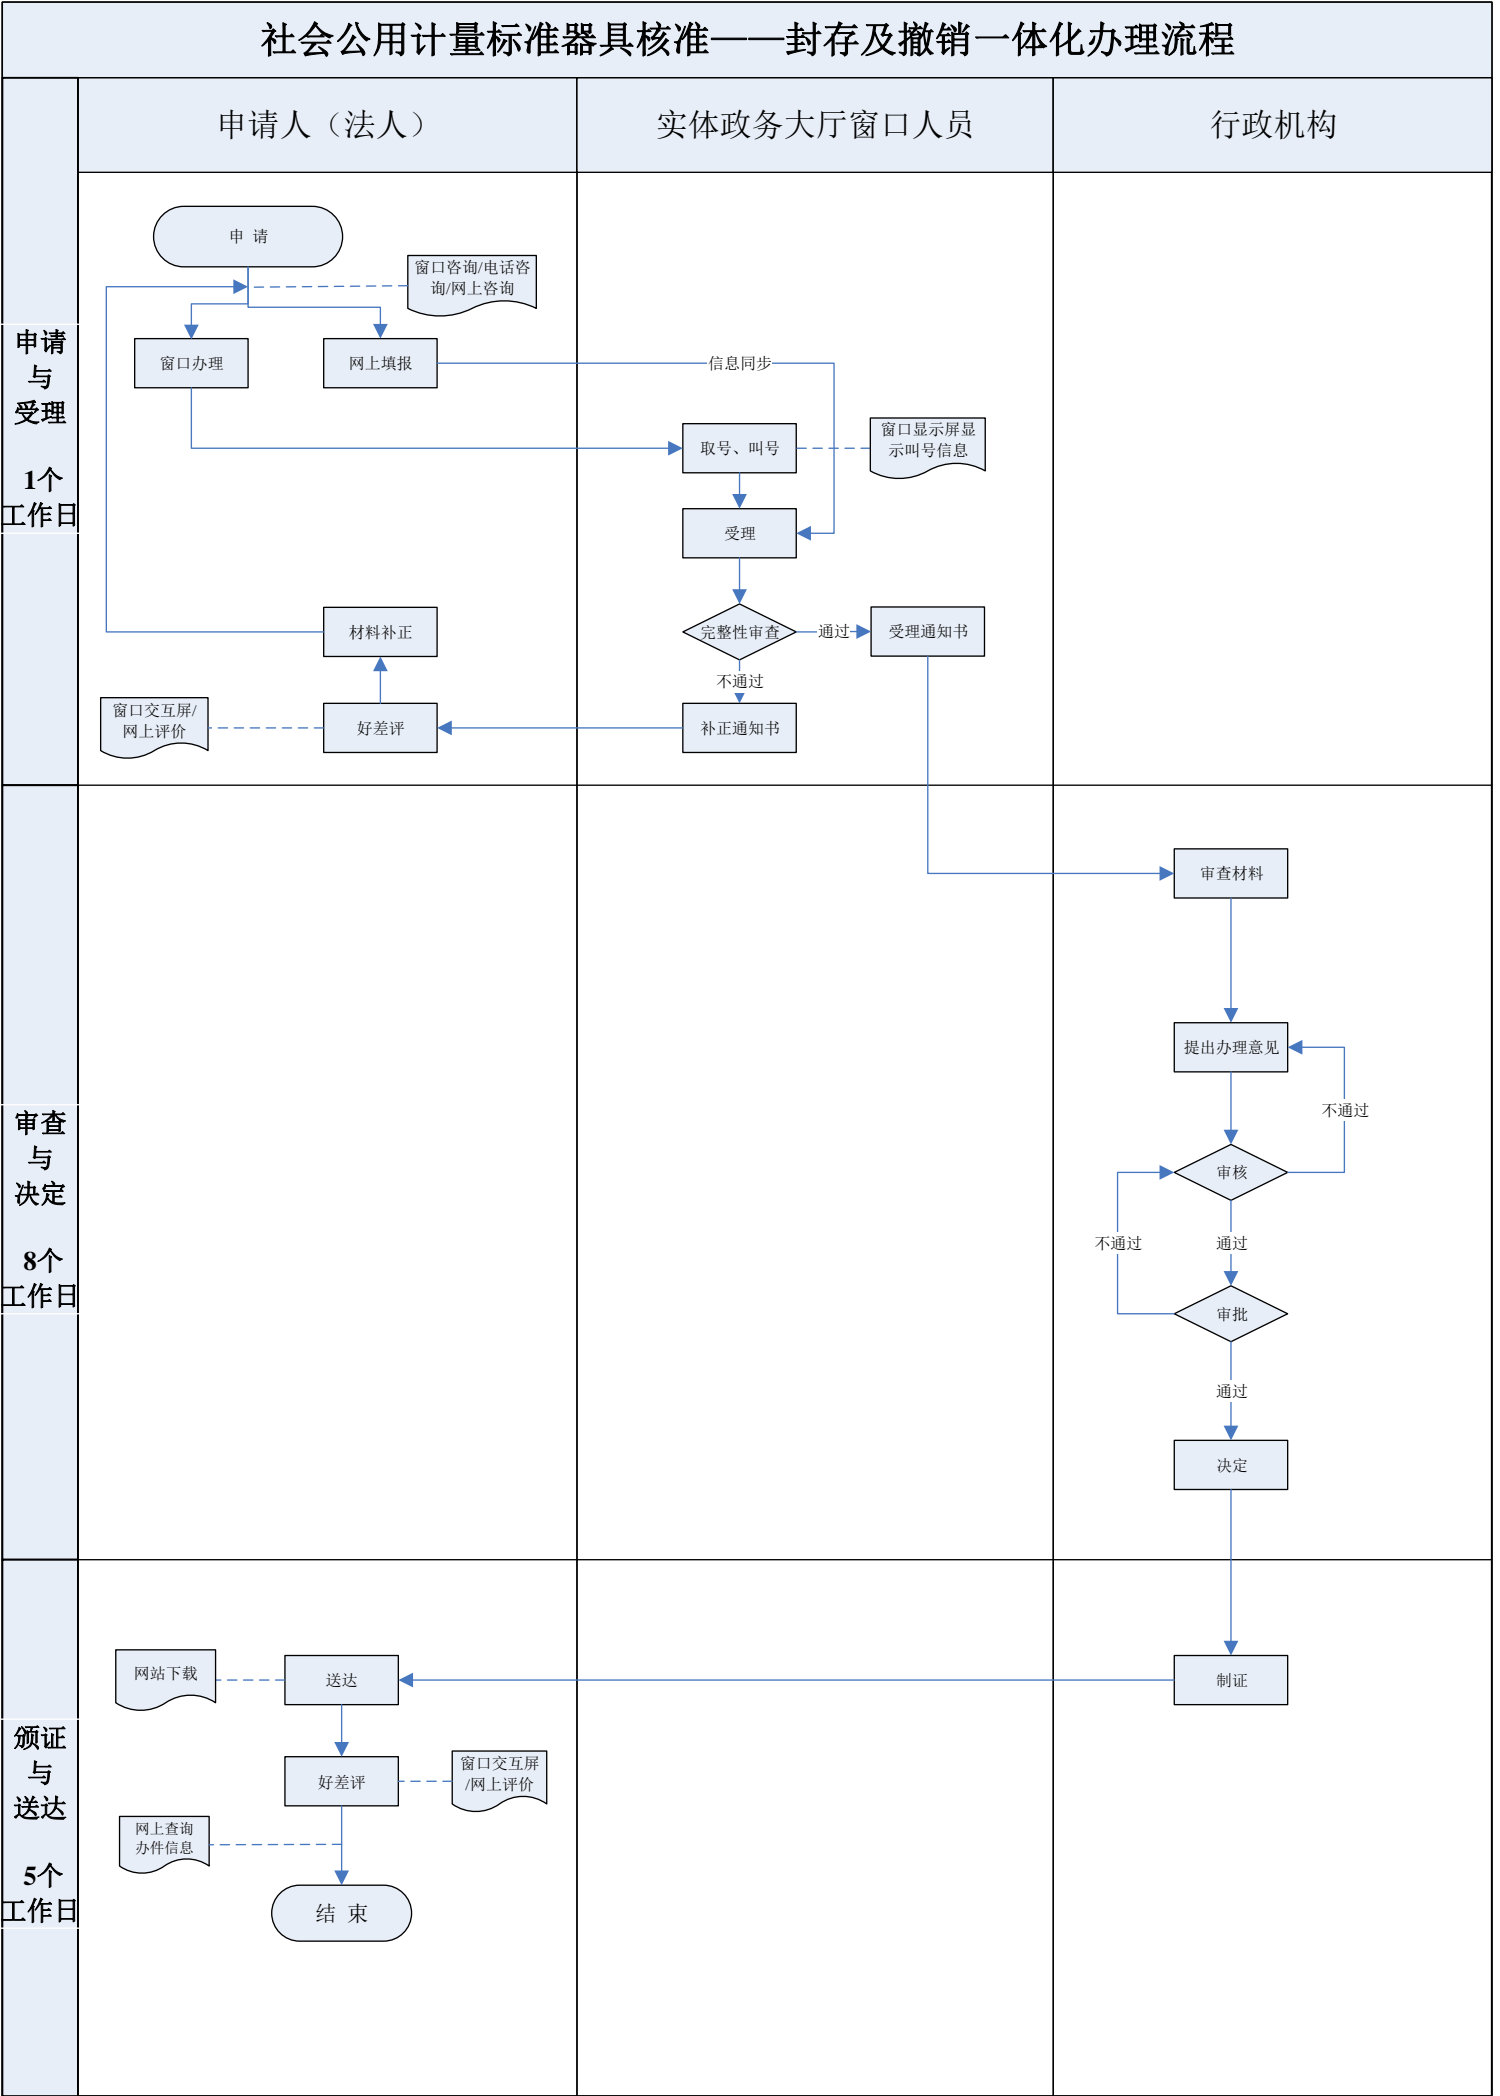 社会公用计量标准器具核准——封存及撤销一体化办理流程
申请人（法人）
实体政务大厅窗口人员
行政机构
申请
与
受理
1个
工作日
申 请
窗口咨询/电话咨
询/网上咨询
窗口办理
网上填报
信息同步
取号、叫号
窗口显示屏显
示叫号信息
受理
完整性审查
通过
受理通知书
材料补正
不通过
窗口交互屏/
网上评价
好差评
补正通知书
审查
与
决定
8个
工作日
审查材料
提出办理意见
不通过
审核
不通过
通过
审批
通过
决定
颁证
与
送达
5个
工作日
网站下载
送达
制证
好差评
窗口交互屏
/网上评价
网上查询
办件信息
结 束